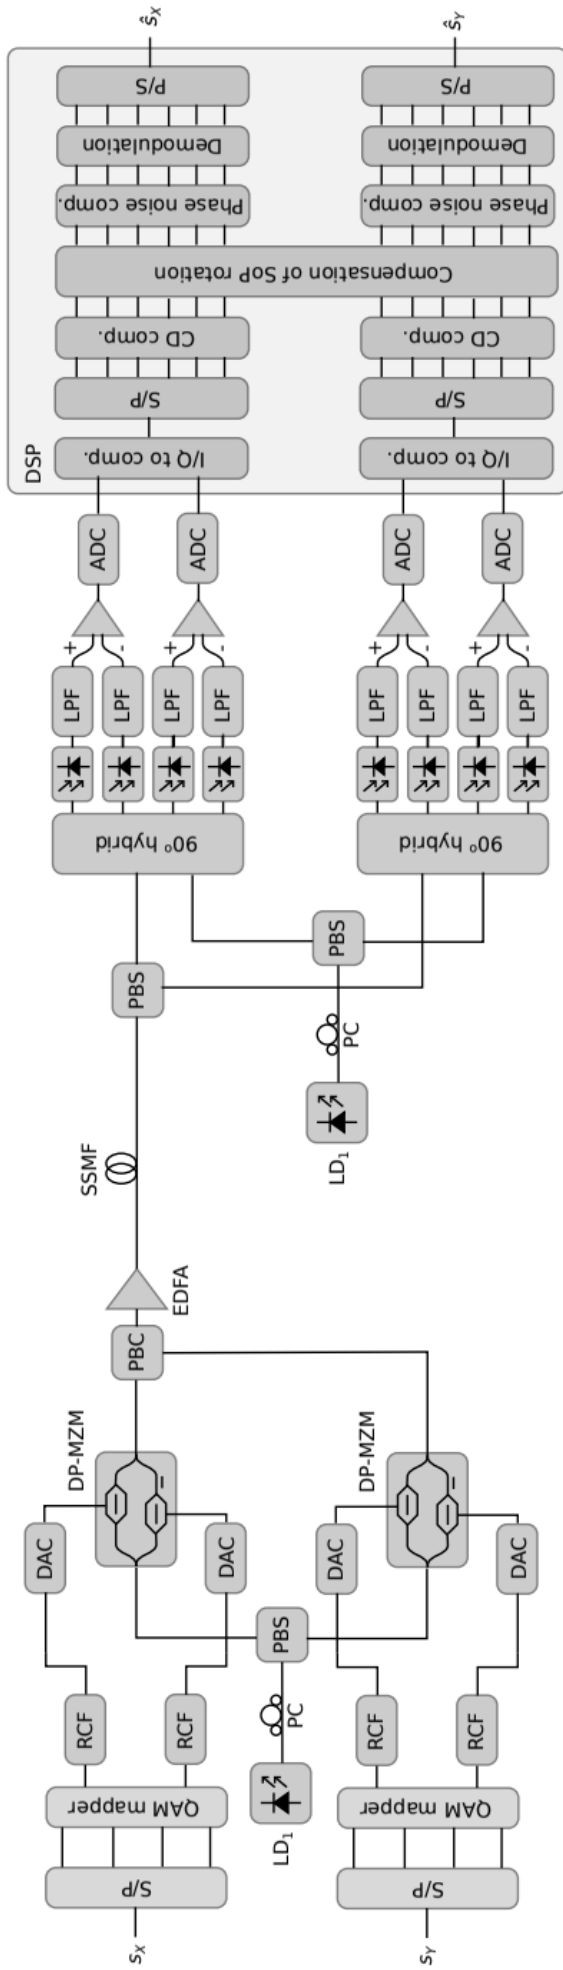 s_X
S/P
QAM mapper
RCF
RCF
DAC
DAC
DP-MZM
LD₁
PC
PBS
s_Y
S/P
QAM mapper
RCF
RCF
DAC
DAC
DP-MZM
PBC
EDFA
SSMF
PBS
LD₁
PC
PBS
90° hybrid
LPF
LPF
LPF
LPF
+
-
+
-
ADC
ADC
90° hybrid
LPF
LPF
LPF
LPF
+
-
+
-
ADC
ADC
DSP
I/Q to comp.
S/P
CD comp.
I/Q to comp.
S/P
CD comp.
Compensation of SoP rotation
Phase noise comp.
Demodulation
P/S
ŝ_X
Phase noise comp.
Demodulation
P/S
ŝ_Y